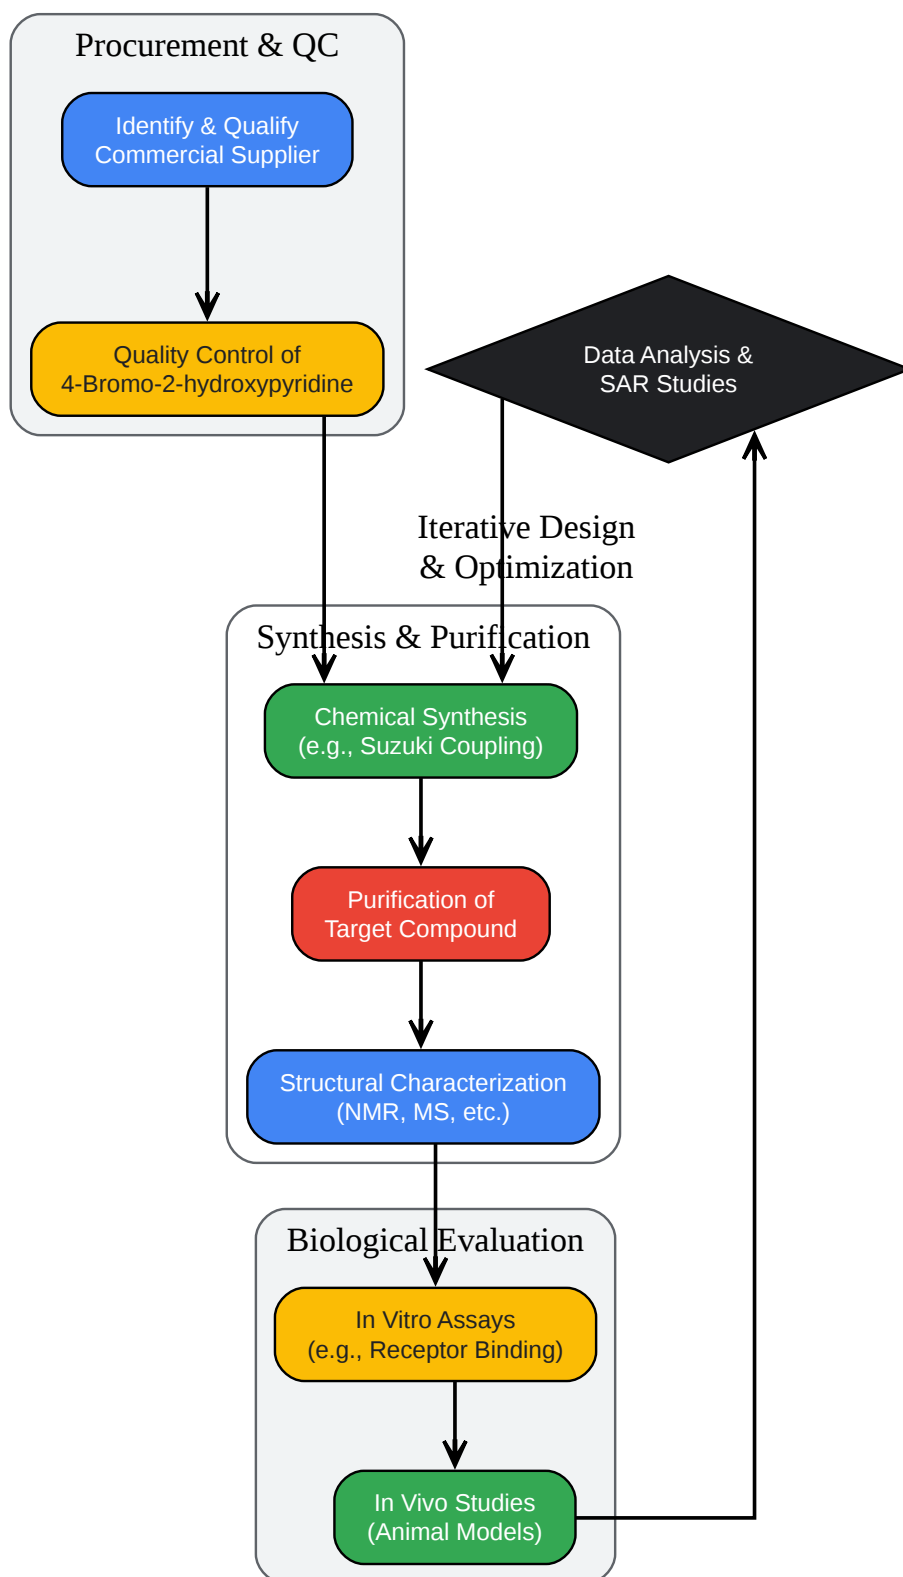 Procurement & QC
Identify & Qualify
Commercial Supplier
Quality Control of
4-Bromo-2-hydroxypyridine
Data Analysis &
SAR Studies
Iterative Design
& Optimization
Synthesis & Purification
Chemical Synthesis
(e.g., Suzuki Coupling)
Purification of
Target Compound
Structural Characterization
(NMR, MS, etc.)
Biological Evaluation
In Vitro Assays
(e.g., Receptor Binding)
In Vivo Studies
(Animal Models)